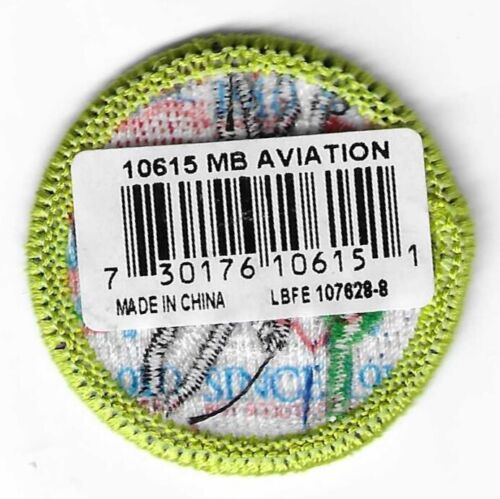 10615 MB AVIATION
7 30176 10615 1
MADE IN CHINA LBFE 107628-8